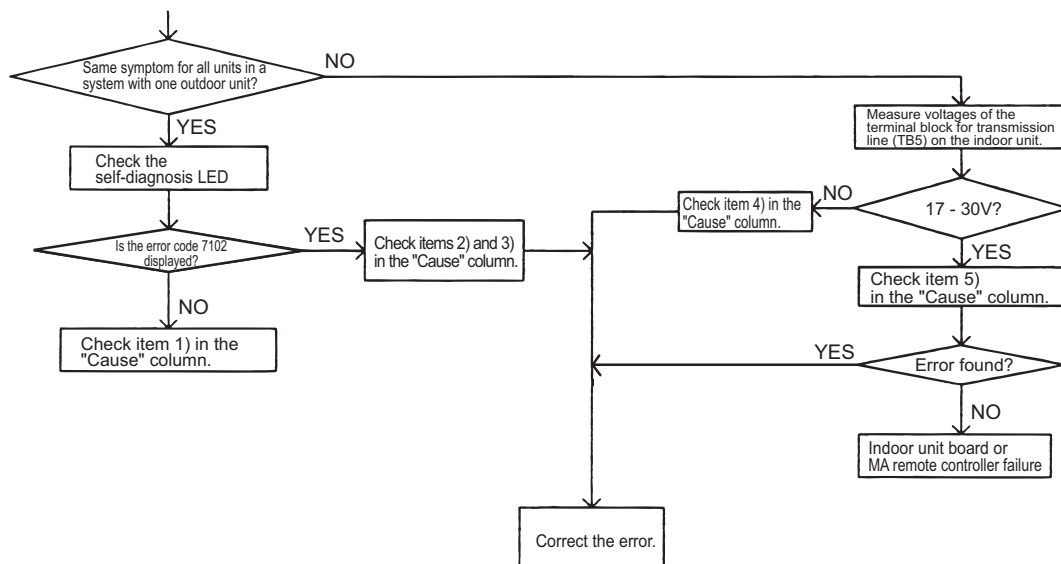 Same symptom for all units in a
system with one outdoor unit?
NO
YES
Measure voltages of the
terminal block for transmission
line (TB5) on the indoor unit.
Check the
self-diagnosis LED
NO
Check item 4) in the
"Cause" column.
17 - 30V?
YES
Is the error code 7102
displayed?
YES
Check items 2) and 3)
in the "Cause" column.
Check item 5)
in the "Cause" column.
NO
Check item 1) in the
"Cause" column.
YES
Error found?
NO
Indoor unit board or
MA remote controller failure
Correct the error.